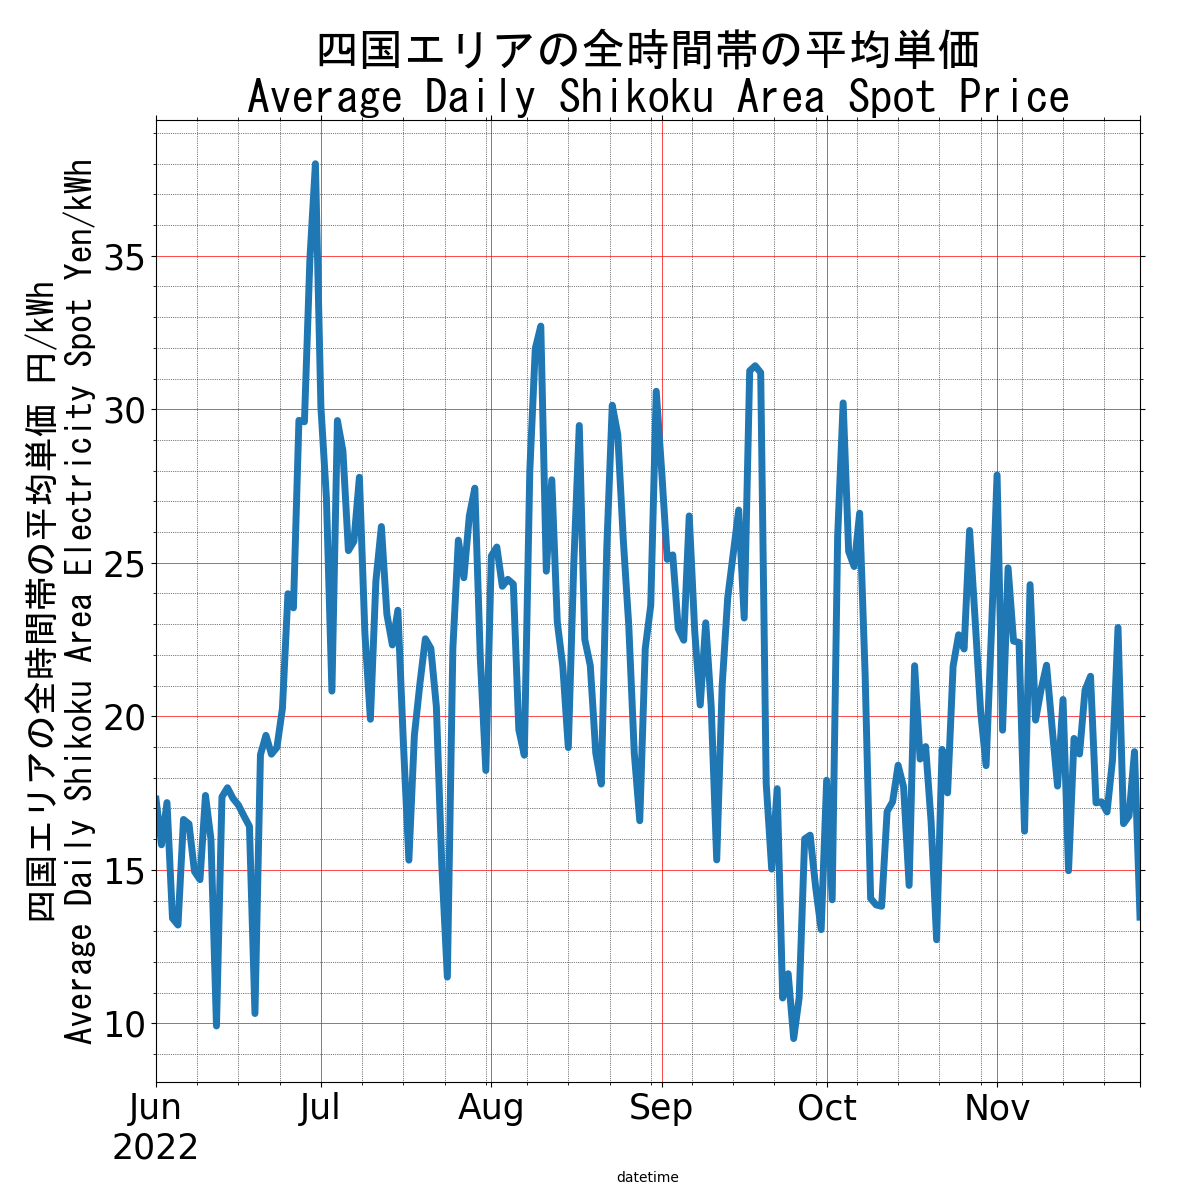 四国エリアの全時間帯の平均単価
Average Daily Shikoku Area Spot Price
四国エリアの全時間帯の平均単価 円/kWh
Average Daily Shikoku Area Electricity Spot Yen/kWh
35
30
25
20
15
10
Jun
2022
Jul
Aug
Sep
Oct
Nov
datetime